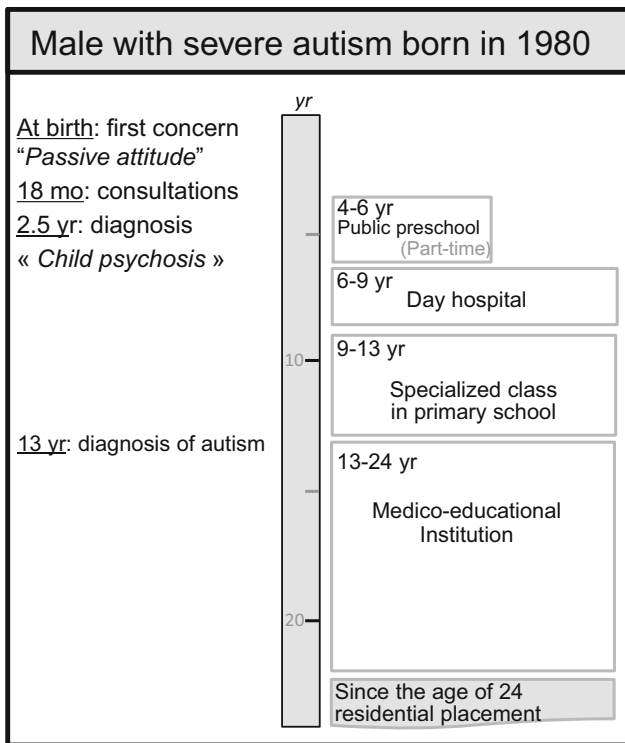 Male with severe autism born in 1980
yr
At birth: first concern
“Passive attitude”
18 mo: consultations
2.5 yr: diagnosis
« Child psychosis »
13 yr: diagnosis of autism
10
20
4-6 yr
Public preschool
(Part-time)
6-9 yr
Day hospital
9-13 yr
Specialized class
in primary school
13-24 yr
Medico-educational
Institution
Since the age of 24
residential placement